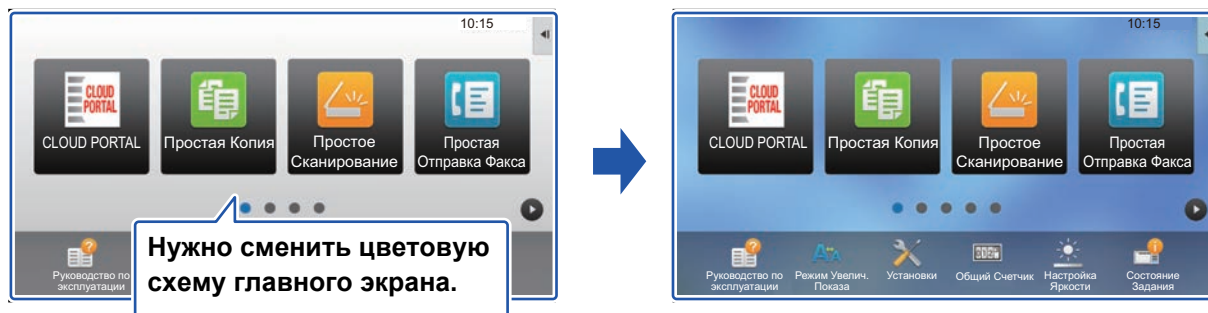 10:15
CLOUD
PORTAL
CLOUD PORTAL
Простая Копия
Простое
Сканирование
Простая
Отправка Факса
Руководство по
эксплуатации
Нужно сменить цветовую
схему главного экрана.
10:15
CLOUD
PORTAL
CLOUD PORTAL
Простая Копия
Простое
Сканирование
Простая
Отправка Факса
Руководство по
эксплуатации
Режим Увелич.
Показа
Установки
Общий Счетчик
Настройка
Яркости
Состояние
Задания